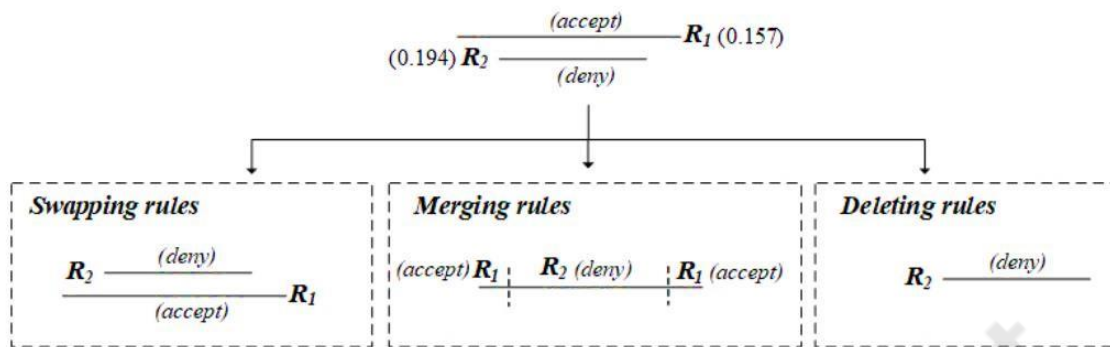 (accept)
R1 (0.157)
(0.194) R2
(deny)
Swapping rules
(deny)
R2
R1
(accept)
Merging rules
(accept) R1 R2 (deny) R1 (accept)
Deleting rules
(deny)
R2